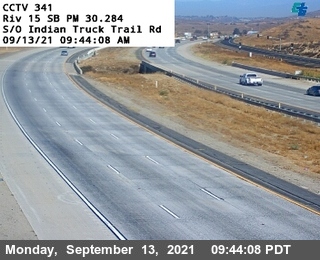 CCTV 341
Riv 15 SB PM 30.284
S/O Indian Truck Trail Rd
09/13/21 09:44:08 AM
Monday, September 13, 2021 09:44:08 PDT